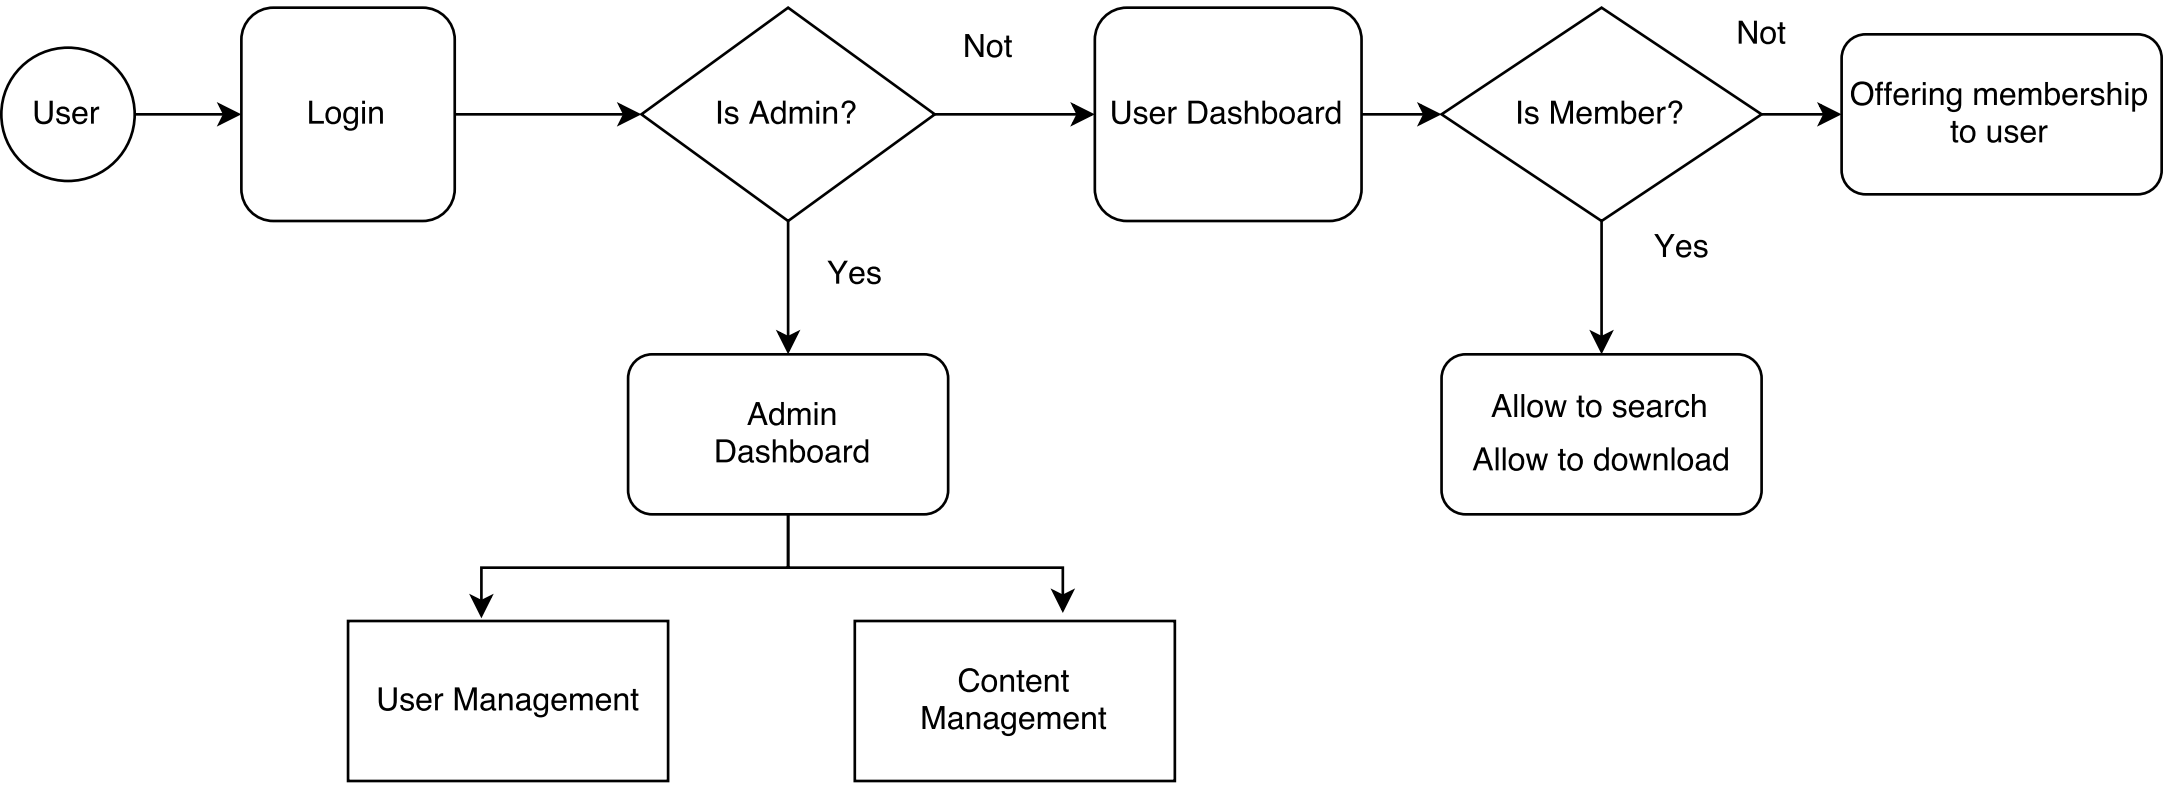 User
Login
Is Admin?
Not
User Dashboard
Is Member?
Not
Offering membership
to user
Yes
Yes
Admin
Dashboard
Allow to search
Allow to download
User Management
Content
Management